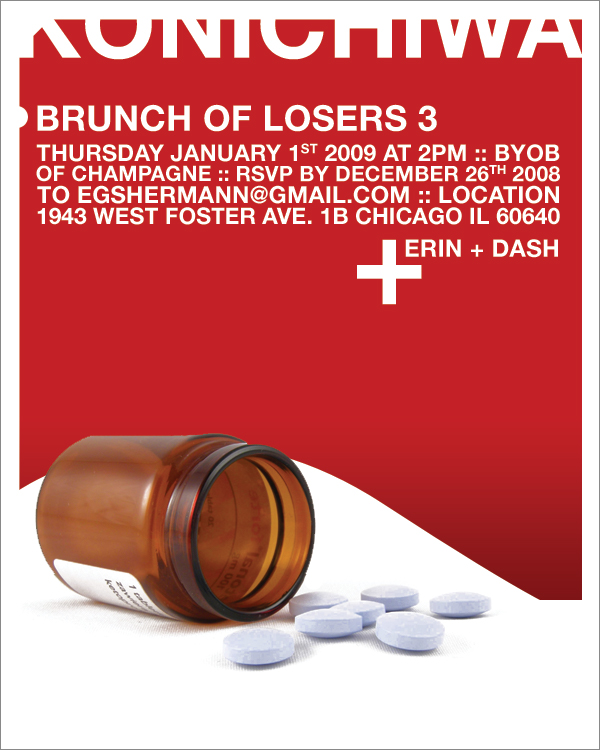 KONICHIWA
BRUNCH OF LOSERS 3
THURSDAY JANUARY 1ST 2009 AT 2PM :: BYOB
OF CHAMPAGNE :: RSVP BY DECEMBER 26TH 2008
TO EGSHERMANN@GMAIL.COM :: LOCATION
1943 WEST FOSTER AVE. 1B CHICAGO IL 60640
ERIN + DASH